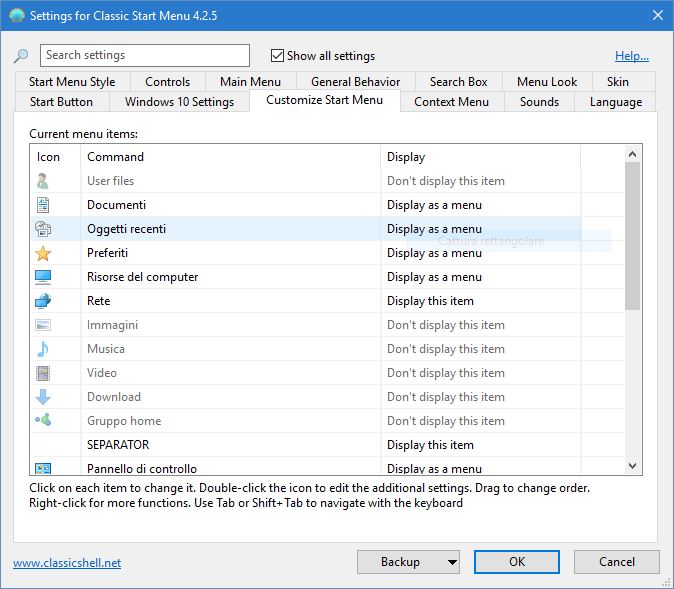 Settings for Classic Start Menu 4.2.5
Search settings
Show all settings
Help...
Start Menu Style Controls Main Menu General Behavior Search Box Menu Look Skin
Start Button Windows 10 Settings Customize Start Menu Context Menu Sounds Language
Current menu items:
Icon Command Display
User files Don't display this item
Documenti Display as a menu
Oggetti recenti Display as a menu
Cattura rettangolare
Preferiti Display as a menu
Risorse del computer Display as a menu
Rete Display this item
Immagini Don't display this item
Musica Don't display this item
Video Don't display this item
Download Don't display this item
Gruppo home Don't display this item
SEPARATOR Display this item
Pannello di controllo Display as a menu
Click on each item to change it. Double-click the icon to edit the additional settings. Drag to change order.
Right-click for more functions. Use Tab or Shift+Tab to navigate with the keyboard
www.classicshell.net
Backup OK Cancel